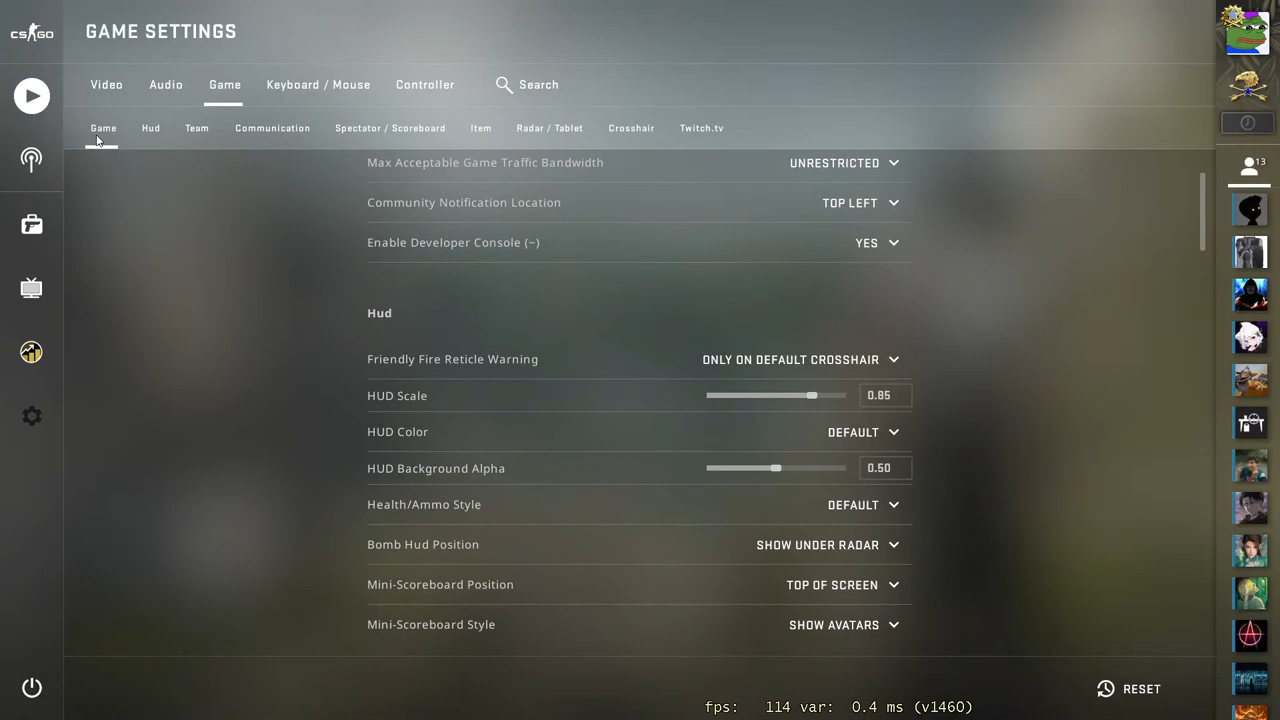 CS GO
GAME SETTINGS
Video Audio Game Keyboard / Mouse Controller Search
Game Hud Team Communication Spectator / Scoreboard Item Radar / Tablet Crosshair Twitch.tv
13
Max Acceptable Game Traffic Bandwidth UNRESTRICTED
Community Notification Location TOP LEFT
Enable Developer Console (~) YES
Hud
Friendly Fire Reticle Warning ONLY ON DEFAULT CROSSHAIR
HUD Scale 0.85
HUD Color DEFAULT
HUD Background Alpha 0.50
Health/Ammo Style DEFAULT
Bomb Hud Position SHOW UNDER RADAR
Mini-Scoreboard Position TOP OF SCREEN
Mini-Scoreboard Style SHOW AVATARS
RESET
fps: 114 var: 0.4 ms (v1460)